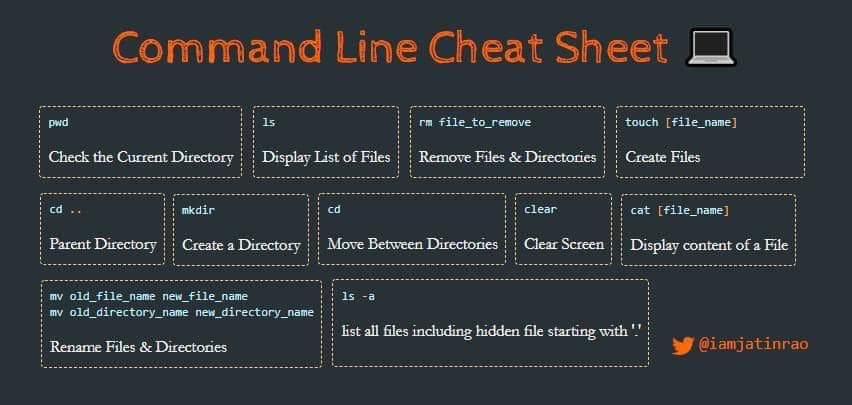 Command Line Cheat Sheet
pwd
Check the Current Directory
ls
Display List of Files
rm file_to_remove
Remove Files & Directories
touch [file_name]
Create Files
cd ..
Parent Directory
mkdir
Create a Directory
cd
Move Between Directories
clear
Clear Screen
cat [file_name]
Display content of a File
mv old_file_name new_file_name
mv old_directory_name new_directory_name
Rename Files & Directories
ls -a
list all files including hidden file starting with '.'
@iamjatinrao